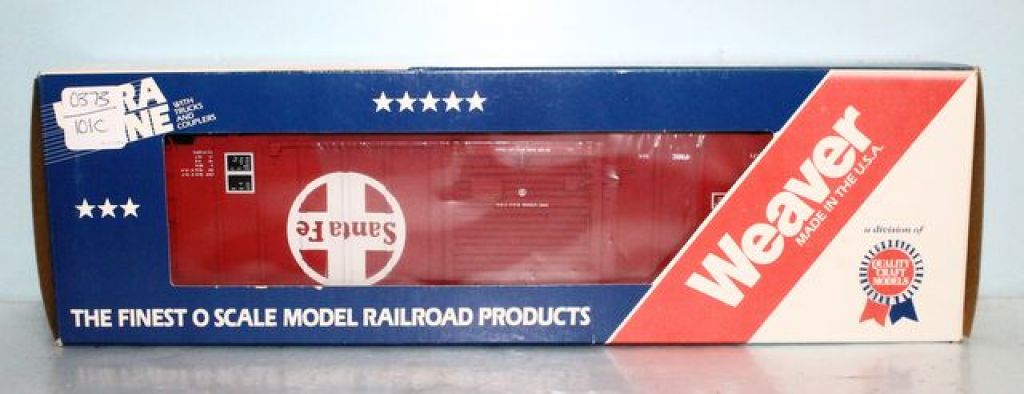 0373
101C
RA
NE
WITH
TRUCKS
AND
COUPLERS
Santa Fe
Weaver
MADE IN THE U.S.A.
a division of
QUALITY
CRAFT
MODELS
THE FINEST O SCALE MODEL RAILROAD PRODUCTS